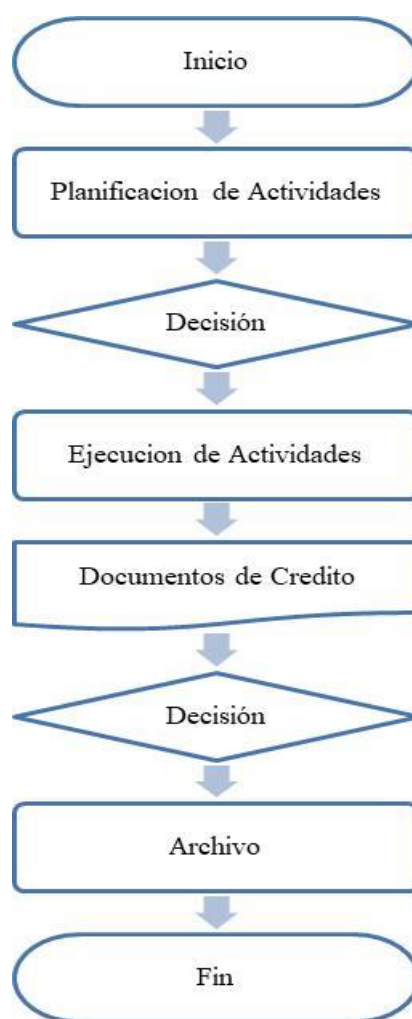 Inicio
Planificacion de Actividades
Decisión
Ejecucion de Actividades
Documentos de Credito
Decisión
Archivo
Fin